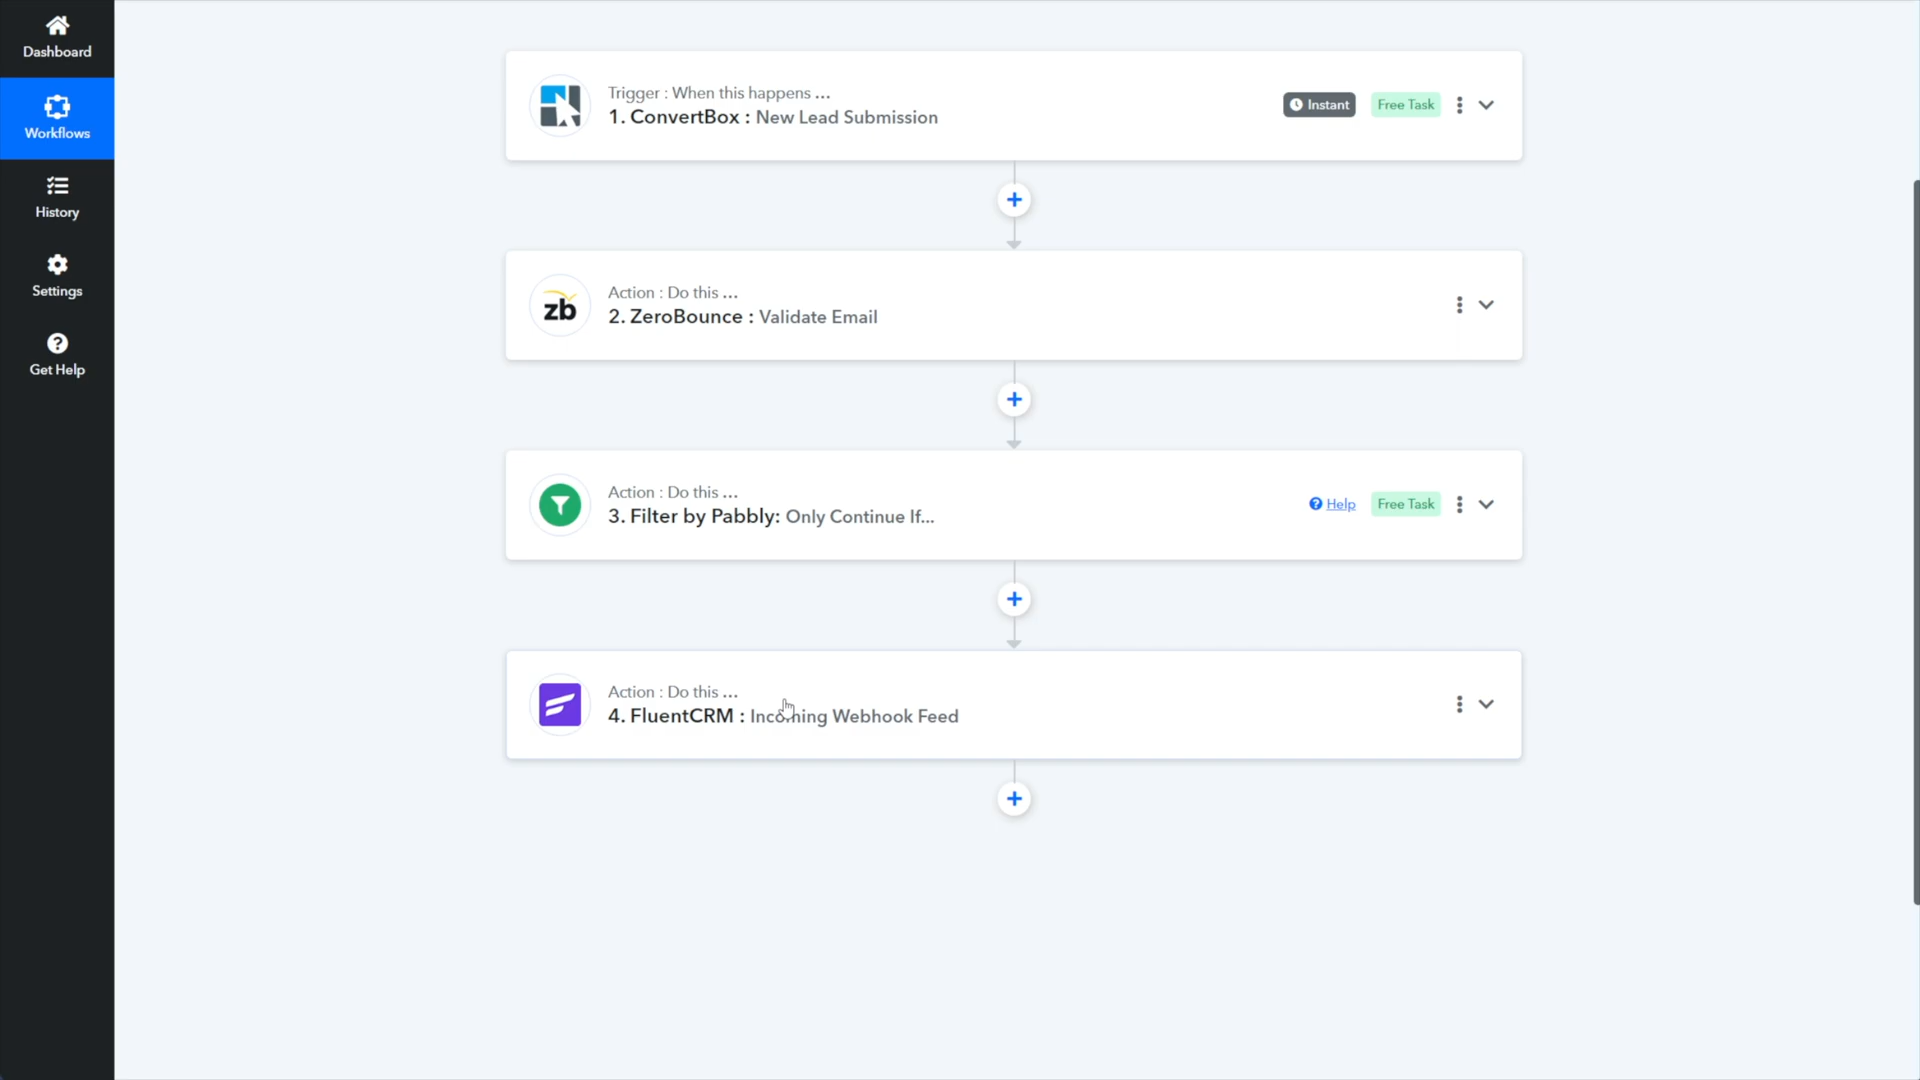 Dashboard
Workflows
History
Settings
Get Help
Trigger : When this happens ...
1. ConvertBox : New Lead Submission
Instant
Free Task
zb
Action : Do this ...
2. ZeroBounce : Validate Email
Action : Do this ...
3. Filter by Pabbly: Only Continue If...
? Help
Free Task
Action : Do this ...
4. FluentCRM : Incoming Webhook Feed